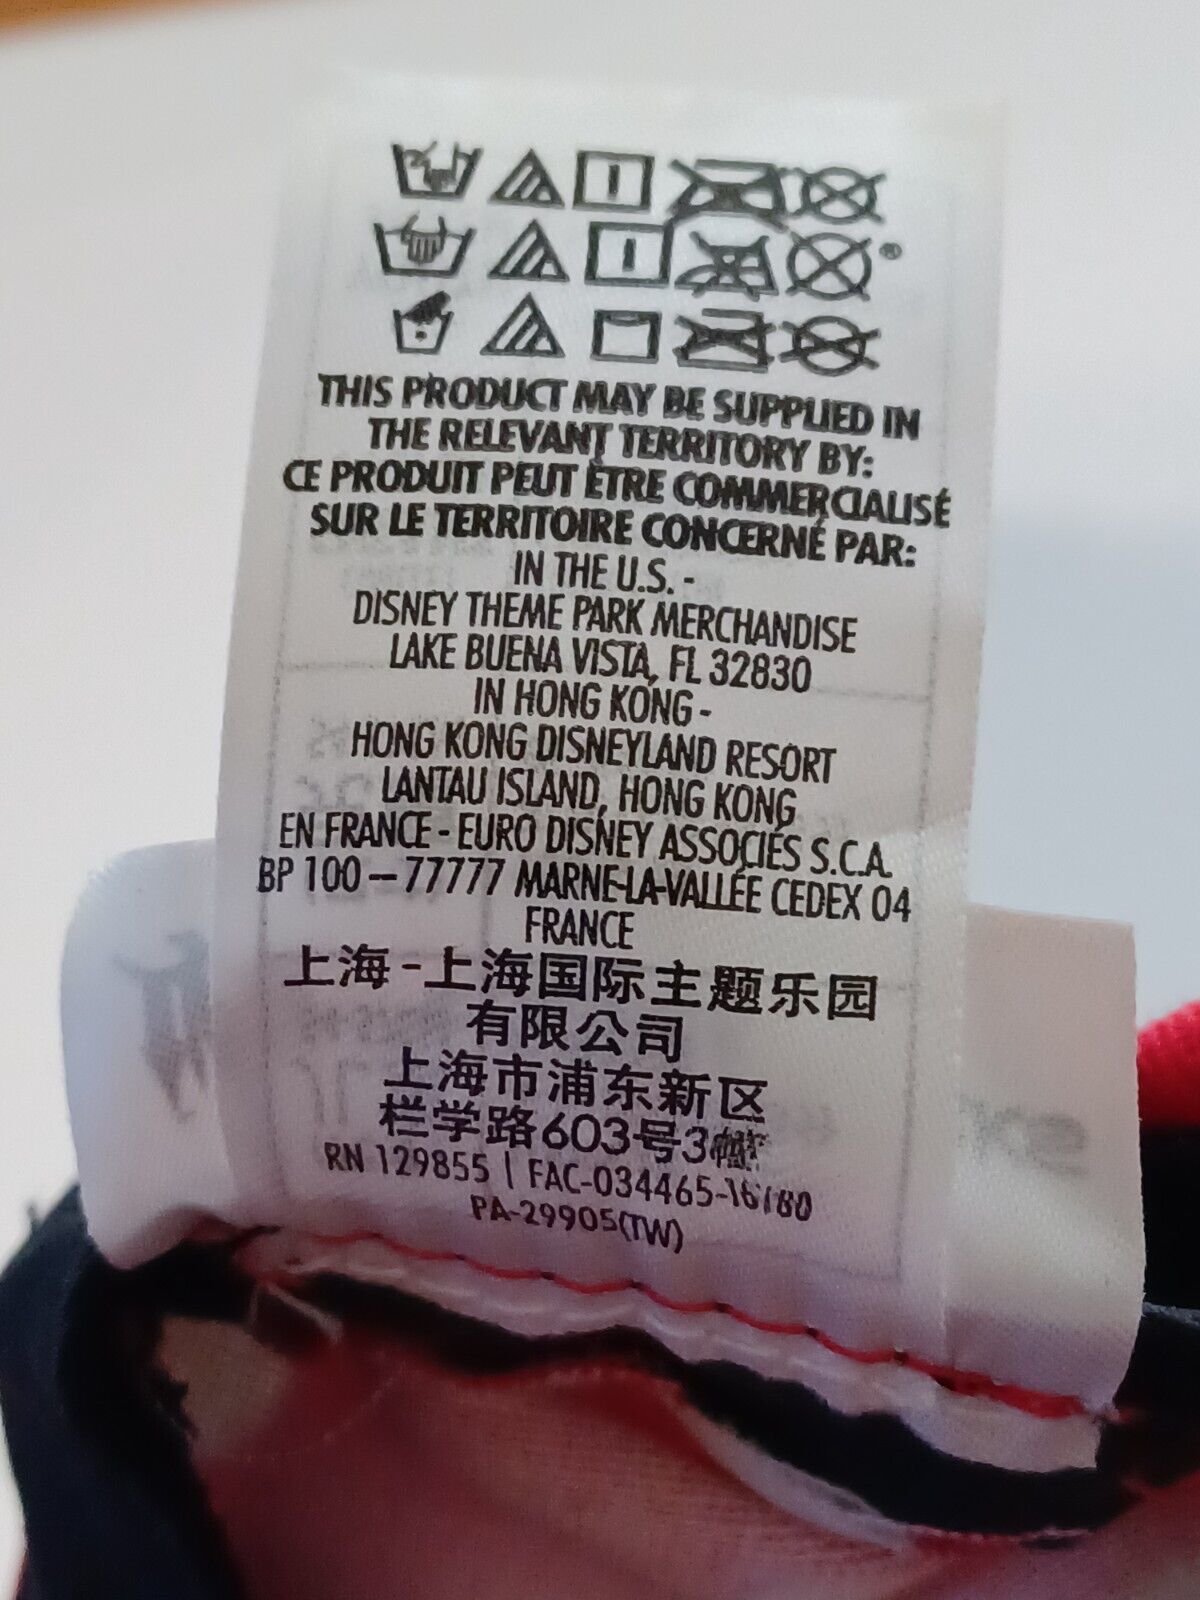 THIS PRODUCT MAY BE SUPPLIED IN
THE RELEVANT TERRITORY BY:
CE PRODUIT PEUT ÊTRE COMMERCIALISÉ
SUR LE TERRITOIRE CONCERNÉ PAR:
IN THE U.S. -
DISNEY THEME PARK MERCHANDISE
LAKE BUENA VISTA, FL 32830
IN HONG KONG -
HONG KONG DISNEYLAND RESORT
LANTAU ISLAND, HONG KONG
EN FRANCE - EURO DISNEY ASSOCIÉS S.C.A.
BP 100 – 77777 MARNE-LA-VALLÉE CEDEX 04
FRANCE
上海-上海国际主题乐园
有限公司
上海市浦东新区
栏学路603号3幢
RN 129855 | FAC-034465-16180
PA-29905(TW)